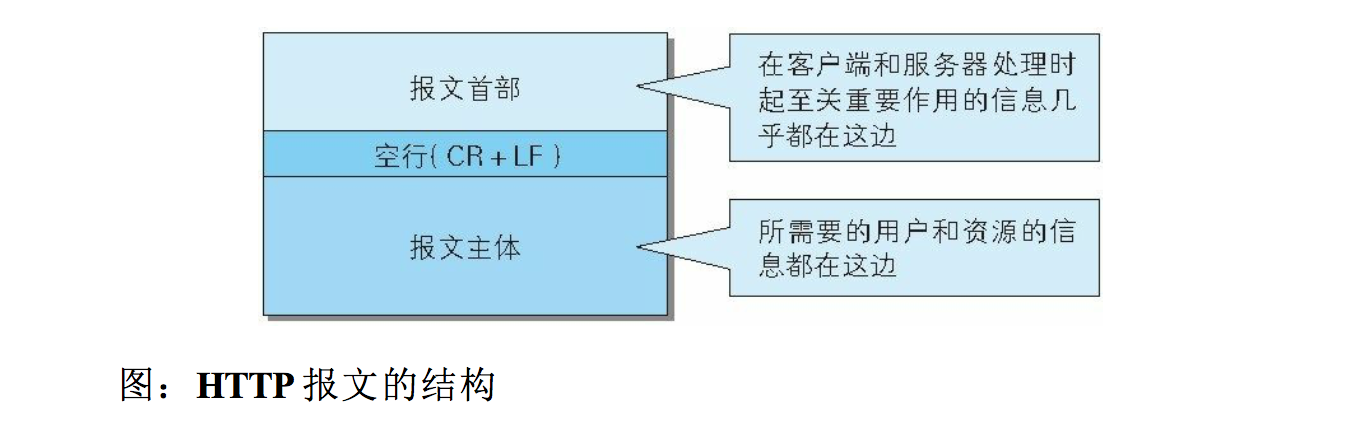 报文首部
在客户端和服务器处理时
起至关重要作用的信息几
乎都在这边
空行(CR+LF)
报文主体
所需要的用户和资源的信
息都在这边
图：HTTP 报文的结构